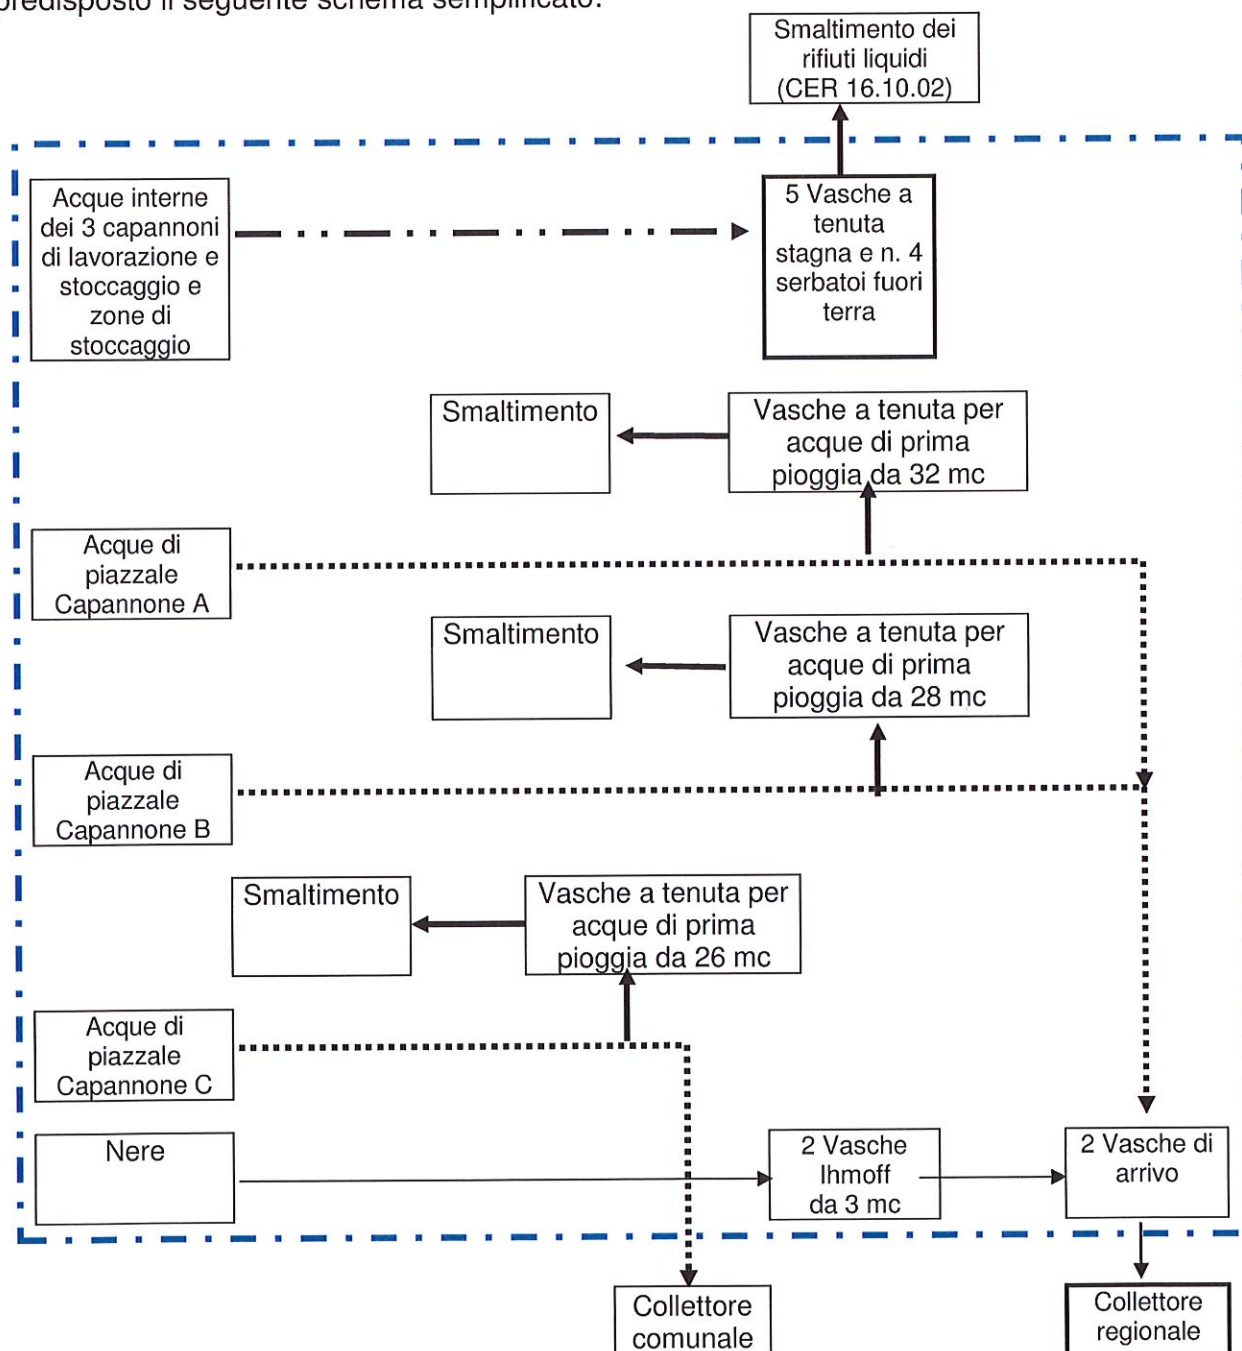 predisposto il seguente schema semplificato:
Smaltimento dei
rifiuti liquidi
(CER 16.10.02)
Acque interne
dei 3 capannoni
di lavorazione e
stoccaggio e
zone di
stoccaggio
5 Vasche a
tenuta
stagna e n. 4
serbatoi fuori
terra
Smaltimento
Vasche a tenuta per
acque di prima
pioggia da 32 mc
Acque di
piazzale
Capannone A
Smaltimento
Vasche a tenuta per
acque di prima
pioggia da 28 mc
Acque di
piazzale
Capannone B
Smaltimento
Vasche a tenuta per
acque di prima
pioggia da 26 mc
Acque di
piazzale
Capannone C
Nere
2 Vasche
Ihmoff
da 3 mc
2 Vasche di
arrivo
Collettore
comunale
Collettore
regionale